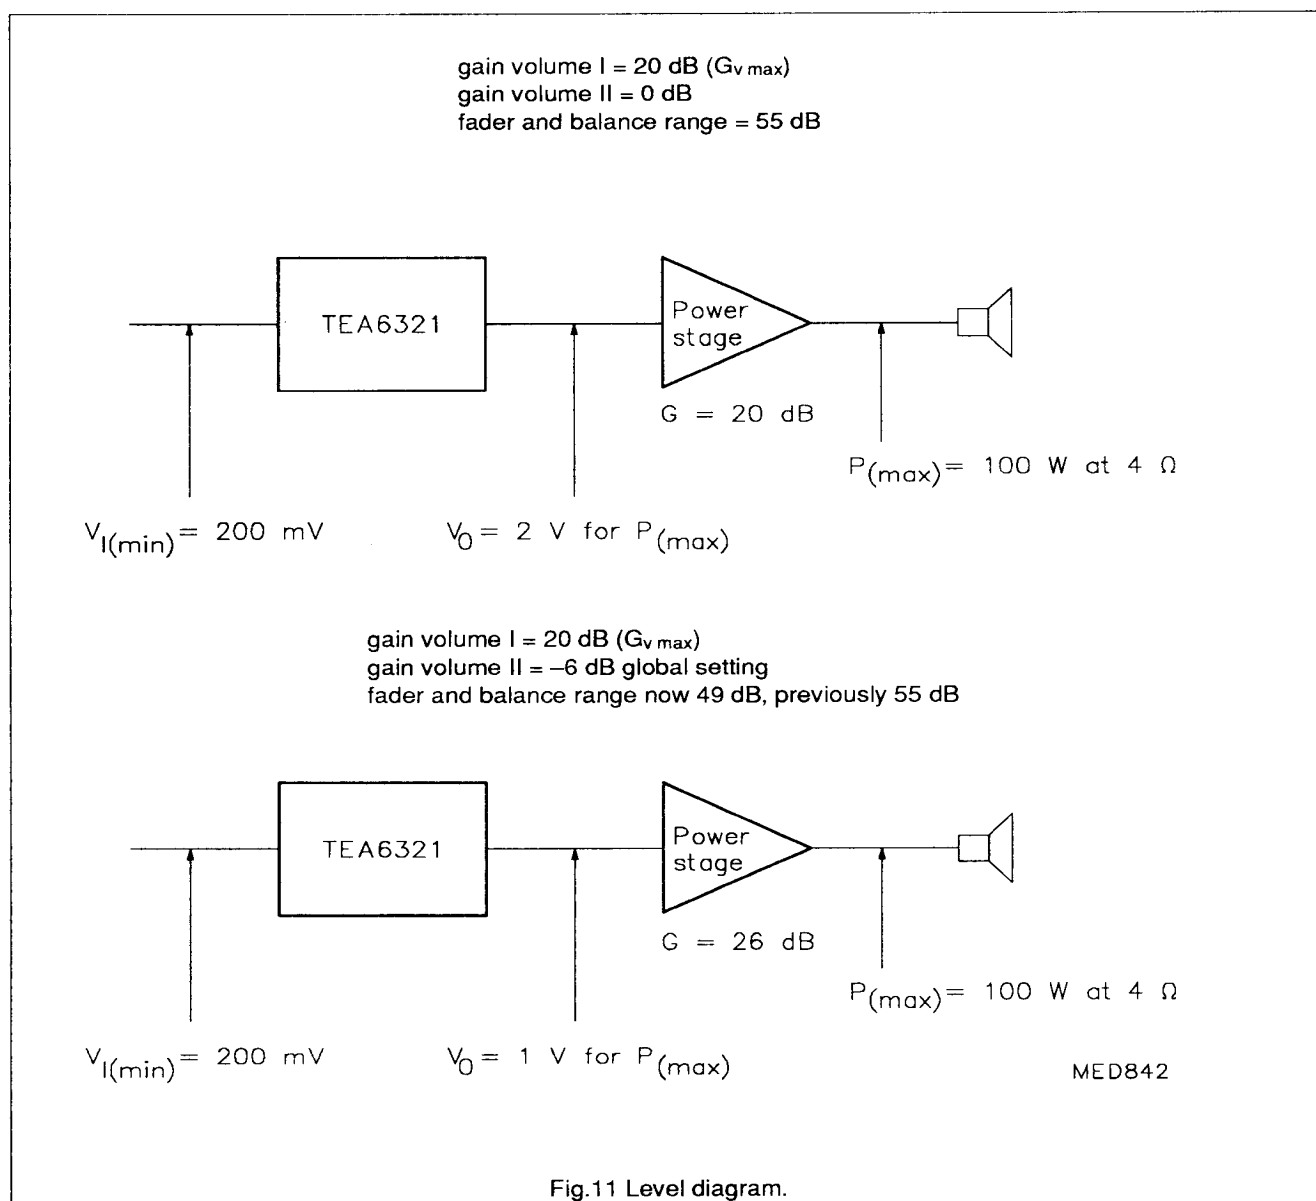 gain volume I = 20 dB (Gv max)
gain volume II = 0 dB
fader and balance range = 55 dB
TEA6321
Power
stage
G = 20 dB
P(max) = 100 W at 4 Ω
VI(min) = 200 mV
VO = 2 V for P(max)
gain volume I = 20 dB (Gv max)
gain volume II = –6 dB global setting
fader and balance range now 49 dB, previously 55 dB
TEA6321
Power
stage
G = 26 dB
P(max) = 100 W at 4 Ω
VI(min) = 200 mV
VO = 1 V for P(max)
MED842
Fig.11 Level diagram.